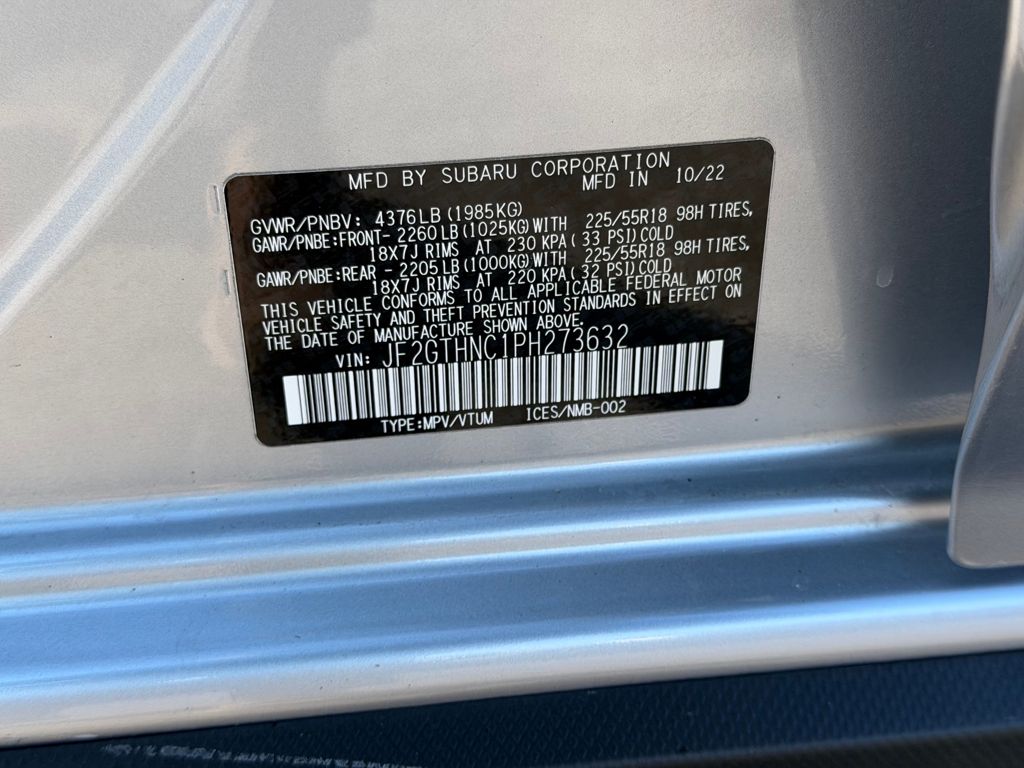 MFD BY SUBARU CORPORATION
MFD IN 10/22
GVWR/PNBV: 4376LB(1985KG)
GAWR/PNBE:FRONT- 2260LB(1025KG)WITH 225/55R18 98H TIRES,
18X7J RIMS AT 230 KPA( 33 PSI)COLD
GAWR/PNBE:REAR - 2205LB(1000KG)WITH 225/55R18 98H TIRES,
18X7J RIMS AT 220 KPA( 32 PSI)COLD
THIS VEHICLE CONFORMS TO ALL APPLICABLE FEDERAL MOTOR
VEHICLE SAFETY AND THEFT PREVENTION STANDARDS IN EFFECT ON
THE DATE OF MANUFACTURE SHOWN ABOVE.
VIN: JF2GTHNC1PH273632
TYPE:MPV/VTUM ICES/NMB-002